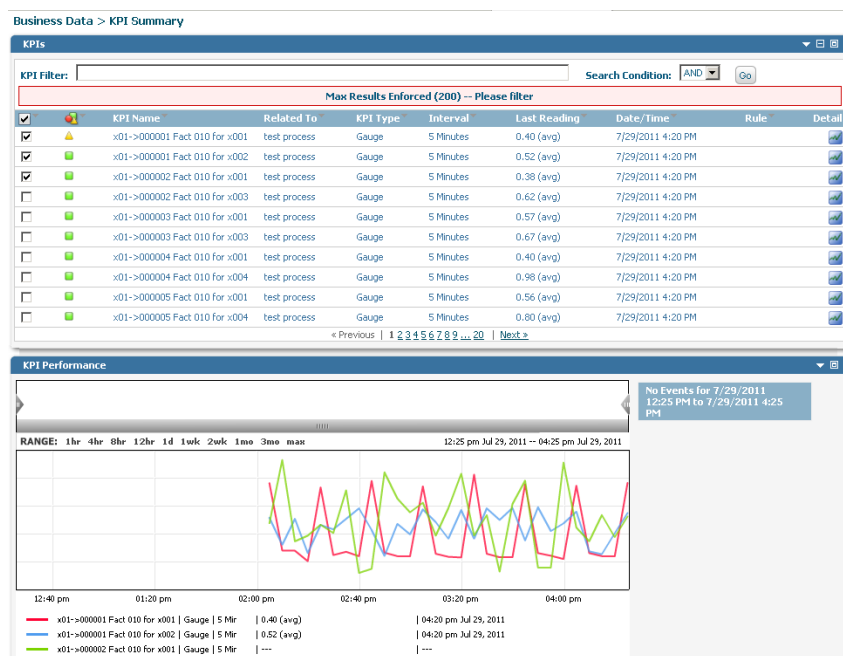 Business Data > KPI Summary
KPIs
KPI Filter: Search Condition: AND Go
Max Results Enforced (200) -- Please filter
KPI Name Related To KPI Type Interval Last Reading Date/Time Rule Detail
x01->000001 Fact 010 for x001 test process Gauge 5 Minutes 0.40 (avg) 7/29/2011 4:20 PM
x01->000001 Fact 010 for x002 test process Gauge 5 Minutes 0.52 (avg) 7/29/2011 4:20 PM
x01->000002 Fact 010 for x001 test process Gauge 5 Minutes 0.38 (avg) 7/29/2011 4:20 PM
x01->000002 Fact 010 for x003 test process Gauge 5 Minutes 0.62 (avg) 7/29/2011 4:20 PM
x01->000003 Fact 010 for x001 test process Gauge 5 Minutes 0.57 (avg) 7/29/2011 4:20 PM
x01->000003 Fact 010 for x003 test process Gauge 5 Minutes 0.67 (avg) 7/29/2011 4:20 PM
x01->000004 Fact 010 for x001 test process Gauge 5 Minutes 0.40 (avg) 7/29/2011 4:20 PM
x01->000004 Fact 010 for x004 test process Gauge 5 Minutes 0.98 (avg) 7/29/2011 4:20 PM
x01->000005 Fact 010 for x001 test process Gauge 5 Minutes 0.56 (avg) 7/29/2011 4:20 PM
x01->000005 Fact 010 for x004 test process Gauge 5 Minutes 0.80 (avg) 7/29/2011 4:20 PM
« Previous | 1 2 3 4 5 6 7 8 9 ... 20 | Next »
KPI Performance
No Events for 7/29/2011
12:25 PM to 7/29/2011 4:25
PM
RANGE: 1hr 4hr 8hr 12hr 1d 1wk 2wk 1mo 3mo max 12:25 pm Jul 29, 2011 -- 04:25 pm Jul 29, 2011
12:40 pm 01:20 pm 02:00 pm 02:40 pm 03:20 pm 04:00 pm
x01->000001 Fact 010 for x001 | Gauge | 5 Mir | 0.40 (avg) | 04:20 pm Jul 29, 2011
x01->000001 Fact 010 for x002 | Gauge | 5 Mir | 0.52 (avg) | 04:20 pm Jul 29, 2011
x01->000002 Fact 010 for x001 | Gauge | 5 Mir | --- | ---